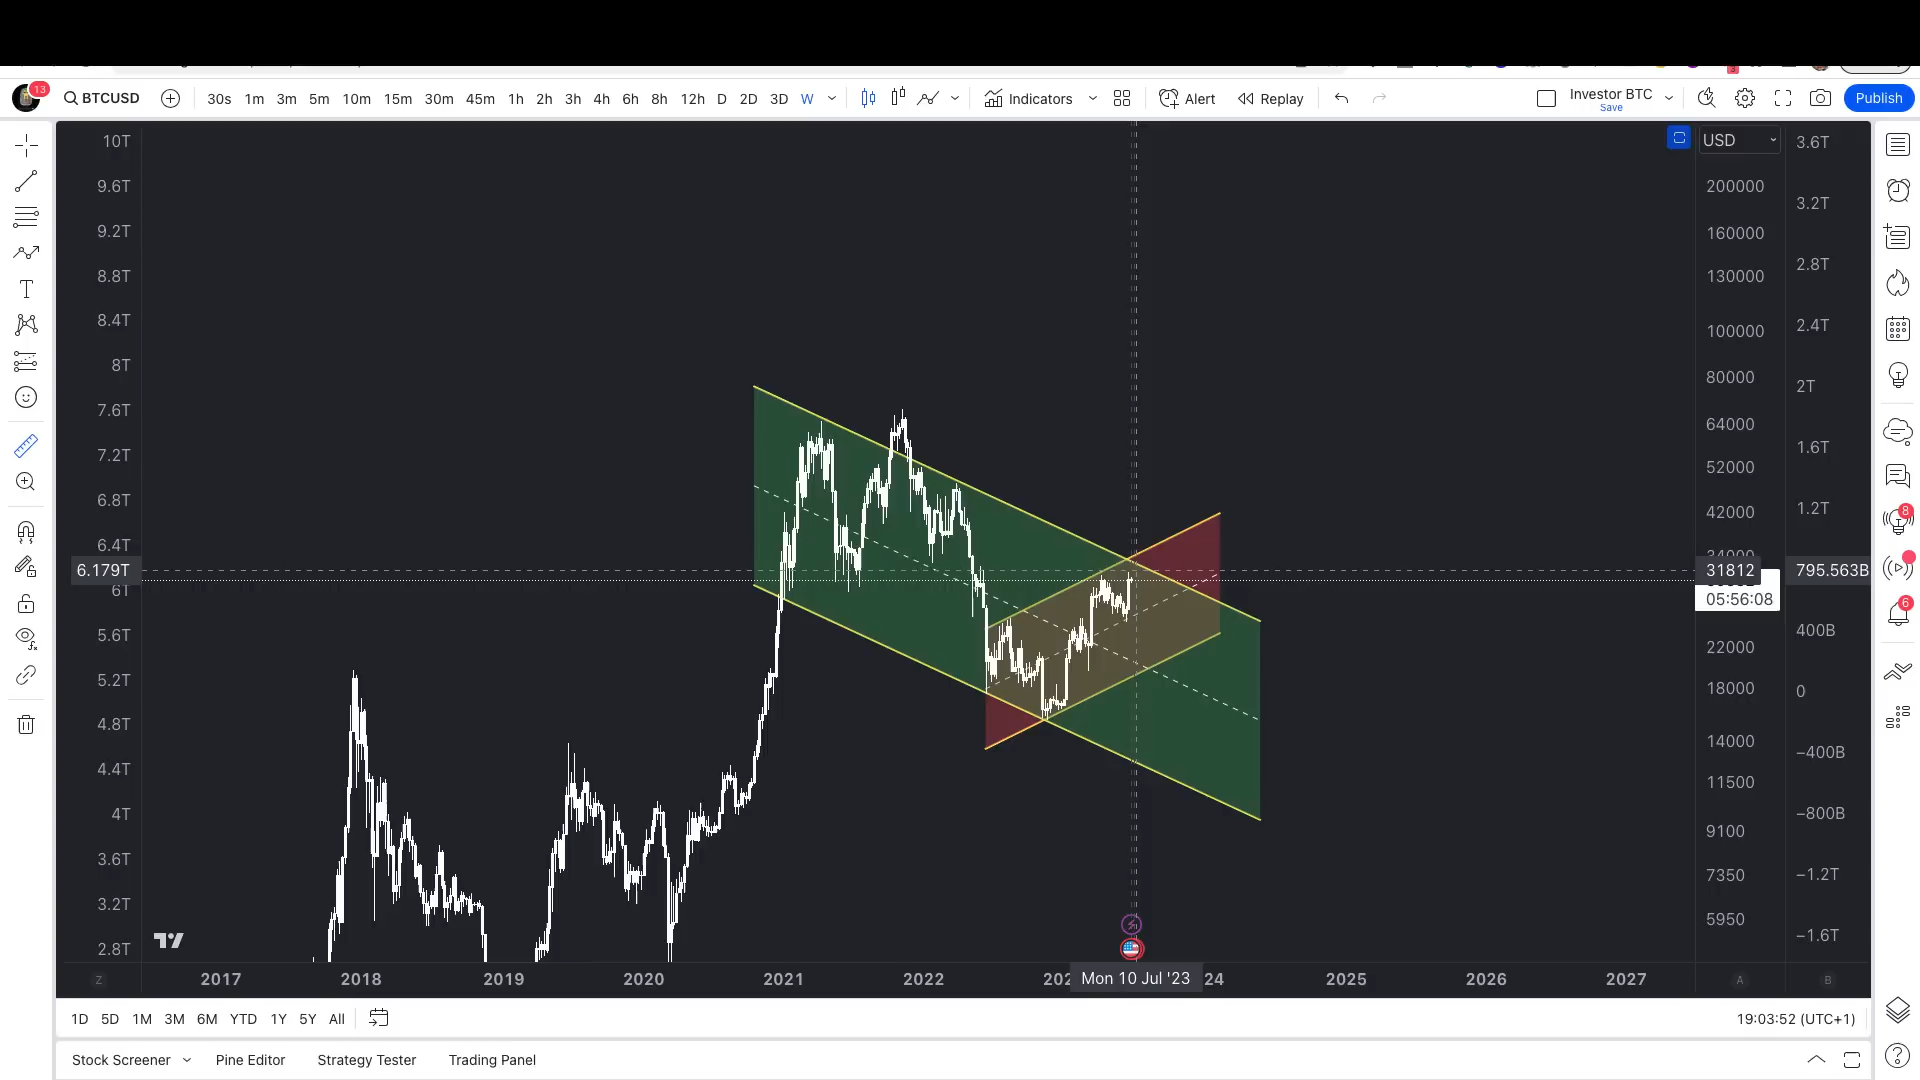 13
BTCUSD 30s 1m 3m 5m 10m 15m 30m 45m 1h 2h 3h 4h 6h 8h 12h D 2D 3D W Indicators Alert Replay Investor BTC Publish
Save
10T
9.6T
9.2T
8.8T
8.4T
8T
7.6T
7.2T
6.8T
6.4T
6.179T
6T
5.6T
5.2T
4.8T
4.4T
4T
3.6T
3.2T
2.8T
USD
200000
160000
130000
100000
80000
64000
52000
42000
34000
31812
05:56:08
22000
18000
14000
11500
9100
7350
5950
3.6T
3.2T
2.8T
2.4T
2T
1.6T
1.2T
795.563B
400B
0
−400B
−800B
−1.2T
−1.6T
8
6
Z 2017 2018 2019 2020 2021 2022 202 Mon 10 Jul '23 24 2025 2026 2027 A B
1D 5D 1M 3M 6M YTD 1Y 5Y All 19:03:52 (UTC+1)
Stock Screener Pine Editor Strategy Tester Trading Panel